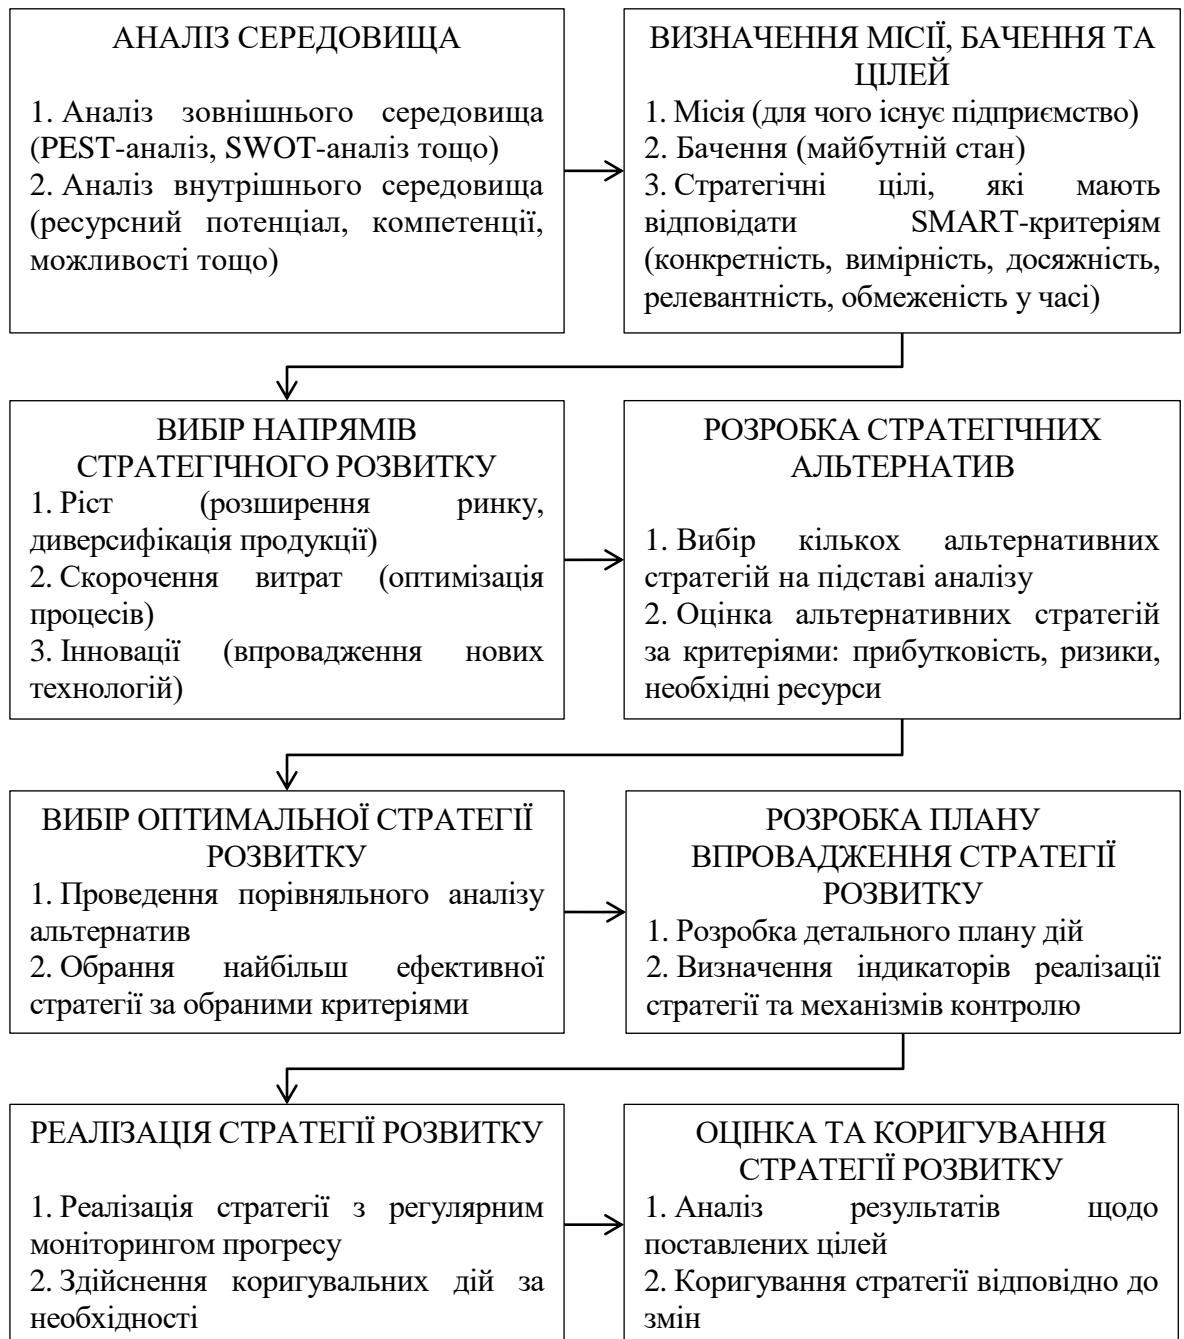 АНАЛІЗ СЕРЕДОВИЩА
1. Аналіз зовнішнього середовища
(PEST-аналіз, SWOT-аналіз тощо)
2. Аналіз внутрішнього середовища
(ресурсний потенціал, компетенції,
можливості тощо)
ВИЗНАЧЕННЯ МІСІЇ, БАЧЕННЯ ТА
ЦІЛЕЙ
1. Місія (для чого існує підприємство)
2. Бачення (майбутній стан)
3. Стратегічні цілі, які мають
відповідати SMART-критеріям
(конкретність, вимірність, досяжність,
релевантність, обмеженість у часі)
ВИБІР НАПРЯМІВ
СТРАТЕГІЧНОГО РОЗВИТКУ
1. Ріст (розширення ринку,
диверсифікація продукції)
2. Скорочення витрат (оптимізація
процесів)
3. Інновації (впровадження нових
технологій)
РОЗРОБКА СТРАТЕГІЧНИХ
АЛЬТЕРНАТИВ
1. Вибір кількох альтернативних
стратегій на підставі аналізу
2. Оцінка альтернативних стратегій
за критеріями: прибутковість, ризики,
необхідні ресурси
ВИБІР ОПТИМАЛЬНОЇ СТРАТЕГІЇ
РОЗВИТКУ
1. Проведення порівняльного аналізу
альтернатив
2. Обрання найбільш ефективної
стратегії за обраними критеріями
РОЗРОБКА ПЛАНУ
ВПРОВАДЖЕННЯ СТРАТЕГІЇ
РОЗВИТКУ
1. Розробка детального плану дій
2. Визначення індикаторів реалізації
стратегії та механізмів контролю
РЕАЛІЗАЦІЯ СТРАТЕГІЇ РОЗВИТКУ
1. Реалізація стратегії з регулярним
моніторингом прогресу
2. Здійснення коригувальних дій за
необхідності
ОЦІНКА ТА КОРИГУВАННЯ
СТРАТЕГІЇ РОЗВИТКУ
1. Аналіз результатів щодо
поставлених цілей
2. Коригування стратегії відповідно до
змін